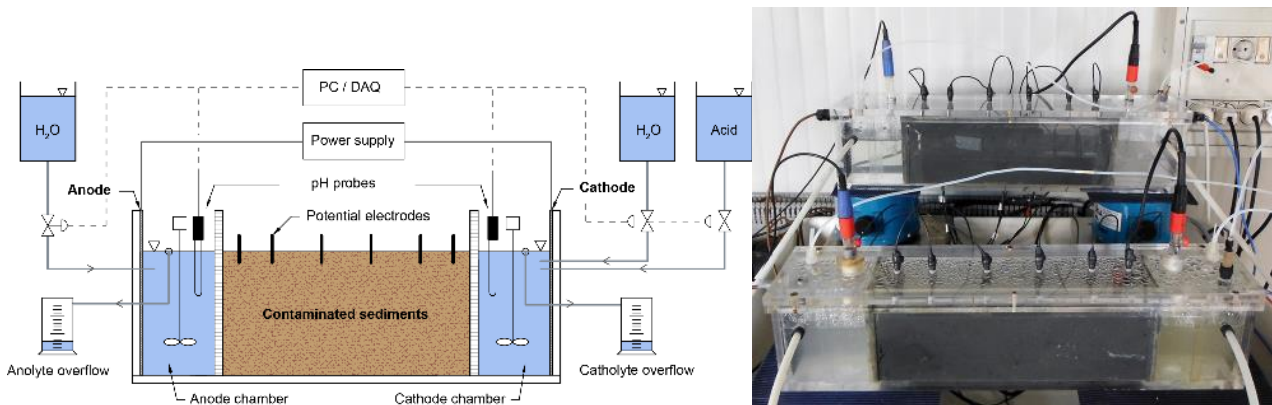 PC / DAQ
H₂O
H₂O
Acid
Power supply
Anode
pH probes
Cathode
Potential electrodes
Contaminated sediments
Anolyte overflow
Catholyte overflow
Anode chamber
Cathode chamber